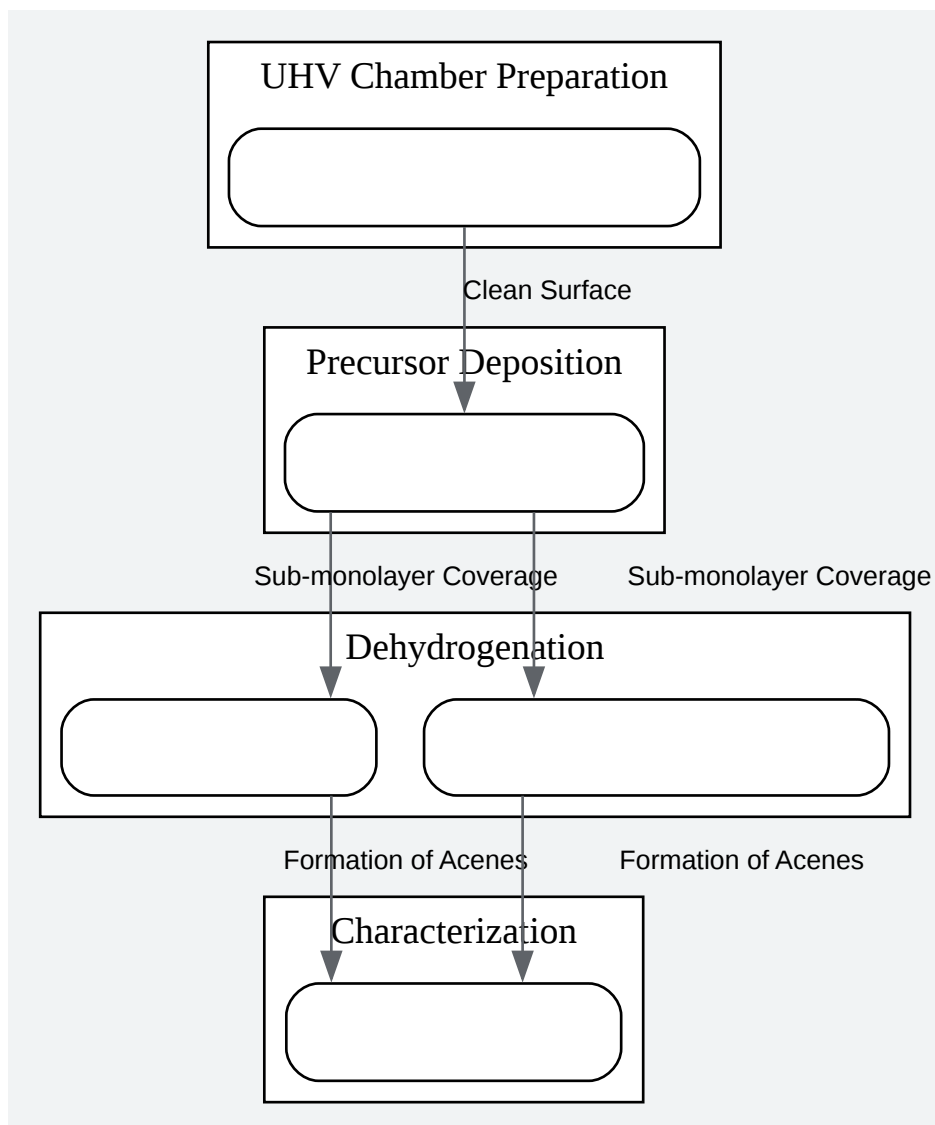 UHV Chamber Preparation
Clean Surface
Precursor Deposition
Sub-monolayer Coverage
Sub-monolayer Coverage
Dehydrogenation
Formation of Acenes
Formation of Acenes
Characterization